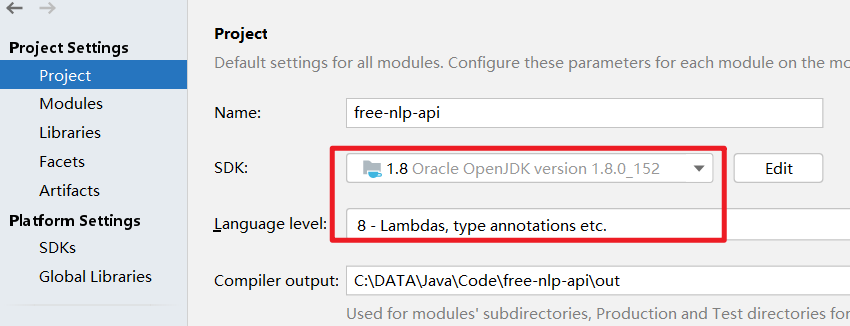 Project Settings
Project
Modules
Libraries
Facets
Artifacts
Platform Settings
SDKs
Global Libraries
Project
Default settings for all modules. Configure these parameters for each module on the mo
Name: free-nlp-api
SDK: 1.8 Oracle OpenJDK version 1.8.0_152 Edit
Language level: 8 - Lambdas, type annotations etc.
Compiler output: C:\DATA\Java\Code\free-nlp-api\out
Used for modules' subdirectories, Production and Test directories for